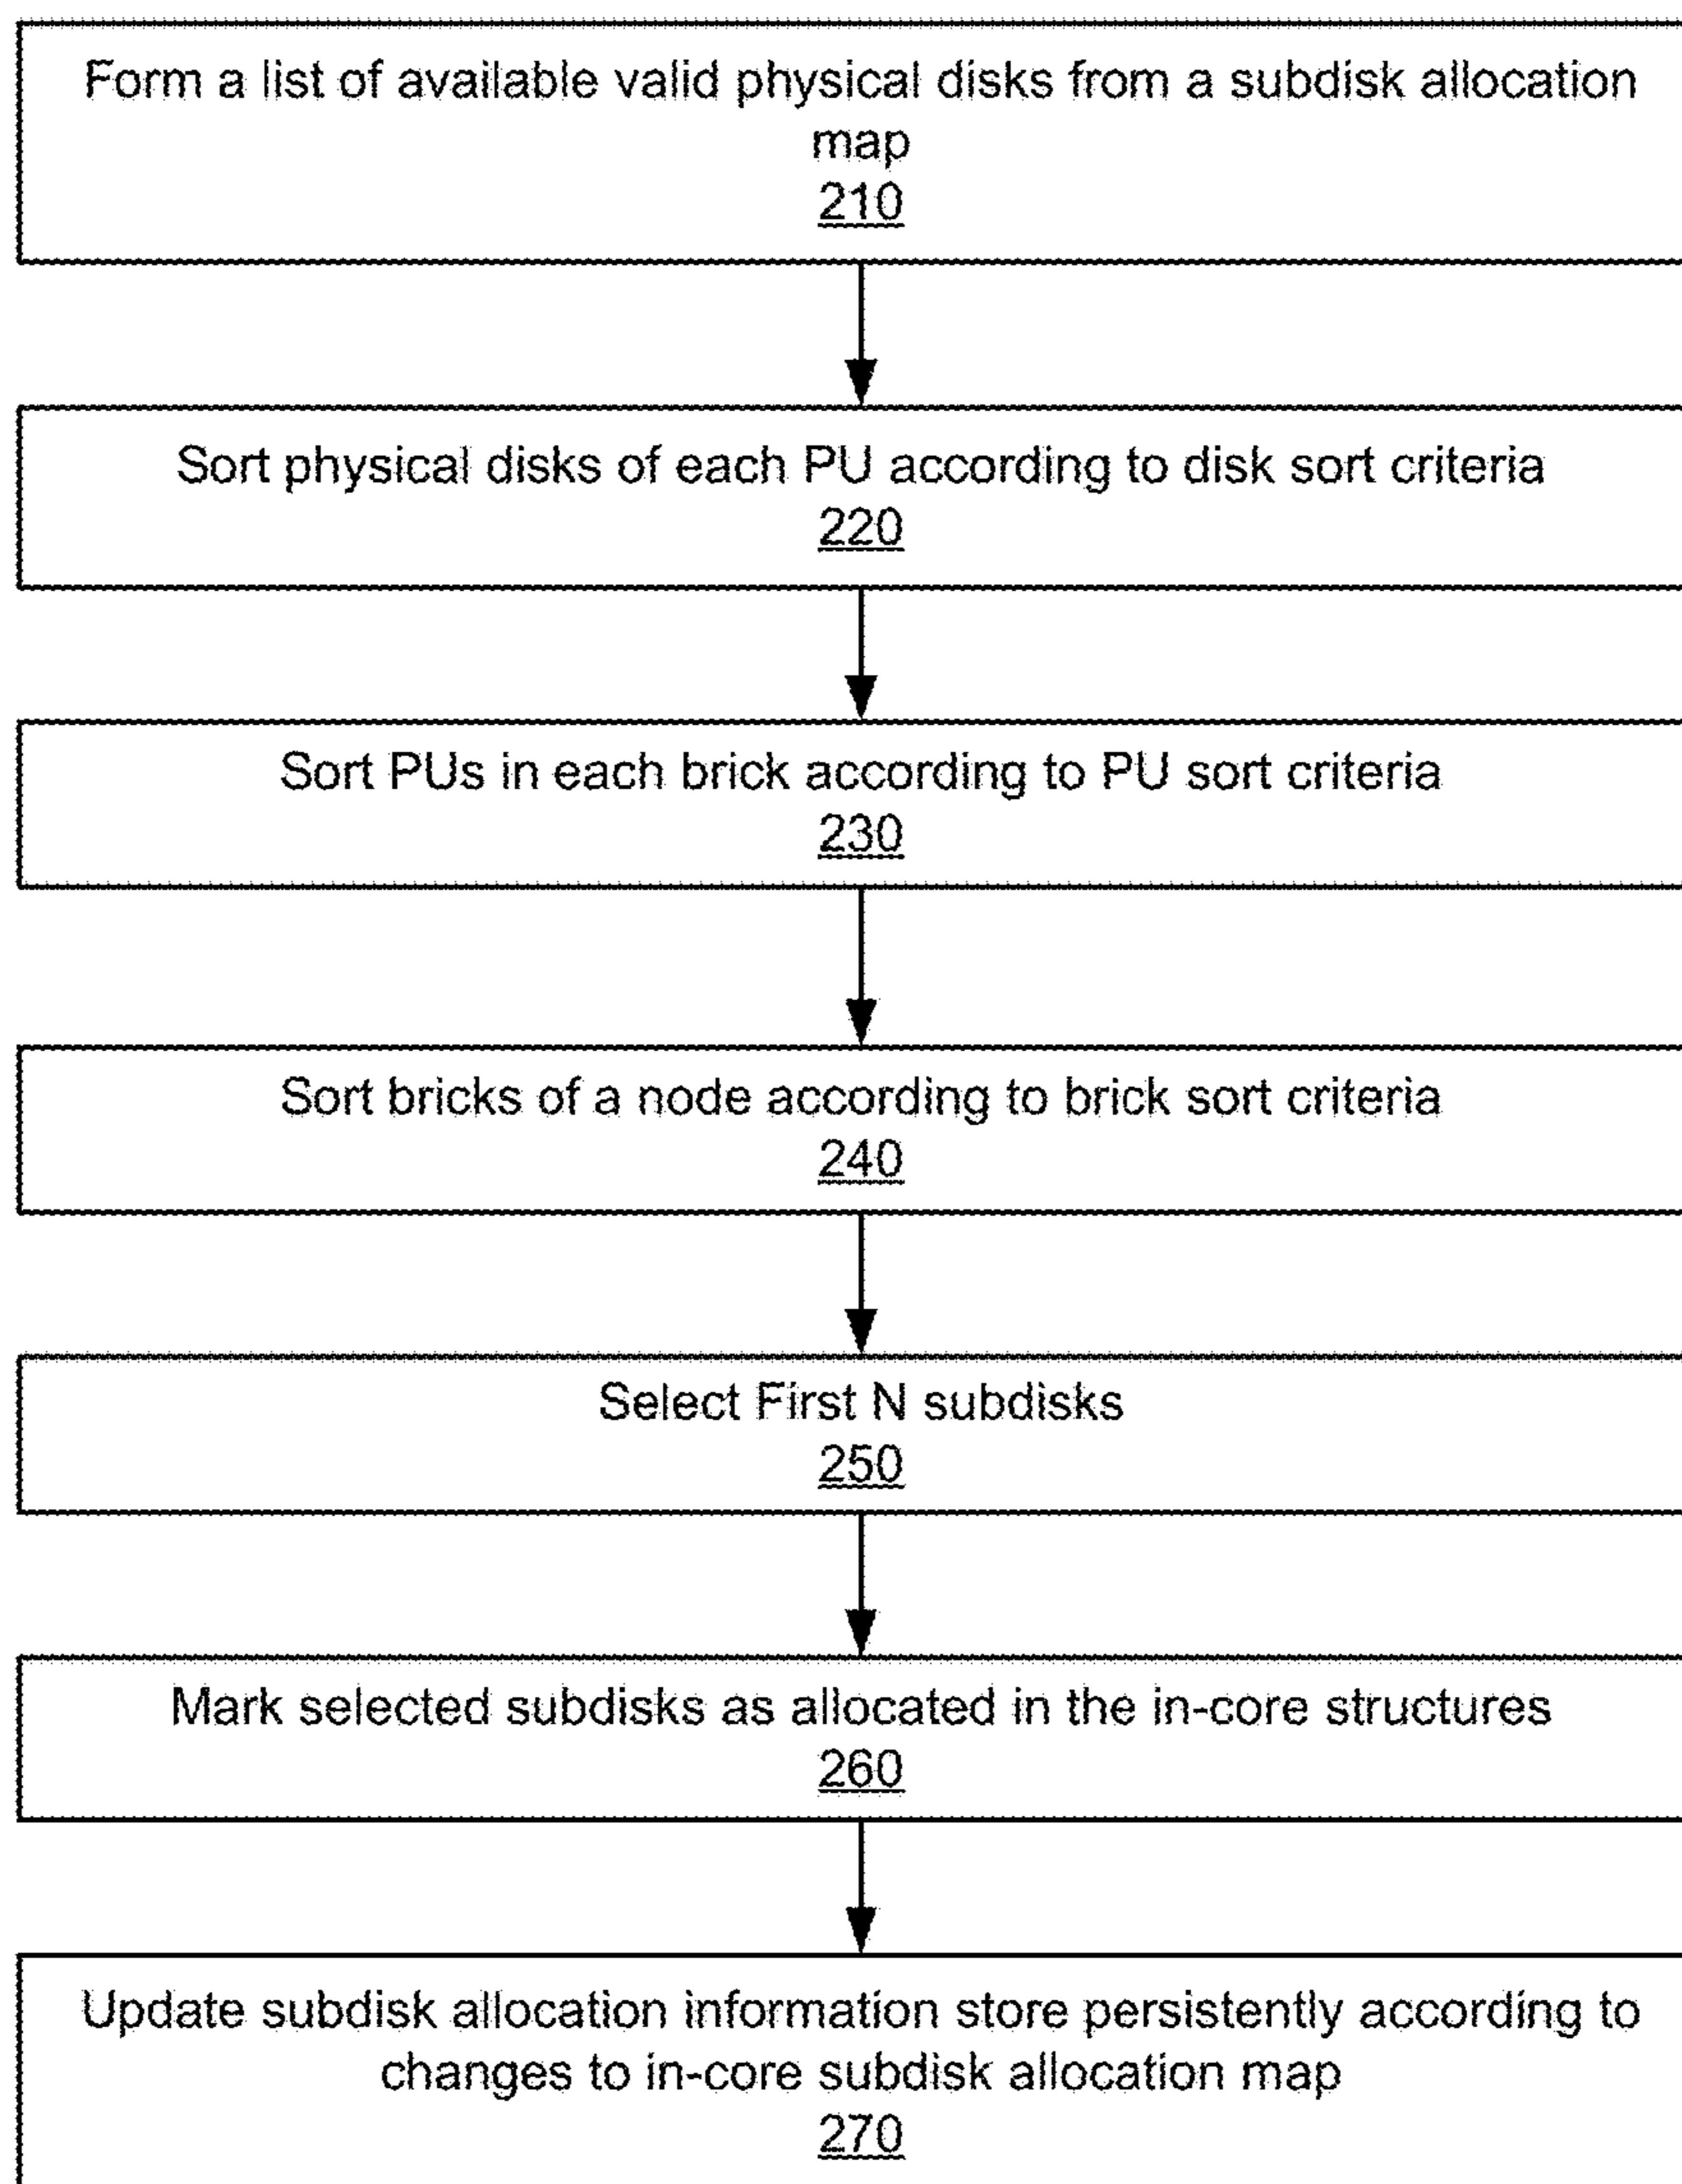 Form a list of available valid physical disks from a subdisk allocation
map
210
Sort physical disks of each PU according to disk sort criteria
220
Sort PUs in each brick according to PU sort criteria
230
Sort bricks of a node according to brick sort criteria
240
Select First N subdisks
250
Mark selected subdisks as allocated in the in-core structures
260
Update subdisk allocation information store persistently according to
changes to in-core subdisk allocation map
270